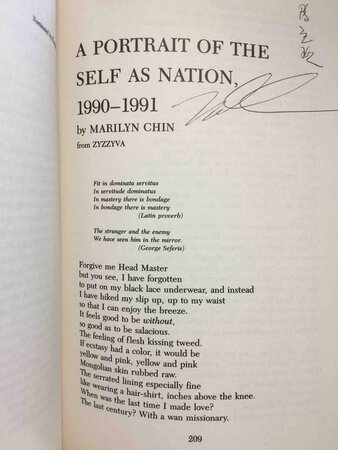 A PORTRAIT OF THE
SELF AS NATION,
1990–1991
by MARILYN CHIN
from ZYZZYVA
Fit in dominata servitus
In servitude dominatus
In mastery there is bondage
In bondage there is mastery
(Latin proverb)
The stranger and the enemy
We have seen him in the mirror.
(George Seferis)
Forgive me Head Master
but you see, I have forgotten
to put on my black lace underwear, and instead
I have hiked my slip up, up to my waist
so that I can enjoy the breeze.
It feels good to be without,
so good as to be salacious.
The feeling of flesh kissing tweed.
If ecstasy had a color, it would be
yellow and pink, yellow and pink
Mongolian skin rubbed raw.
The serrated lining especially fine
like wearing a hair-shirt, inches above the knee.
When was the last time I made love?
The last century? With a wan missionary.
209